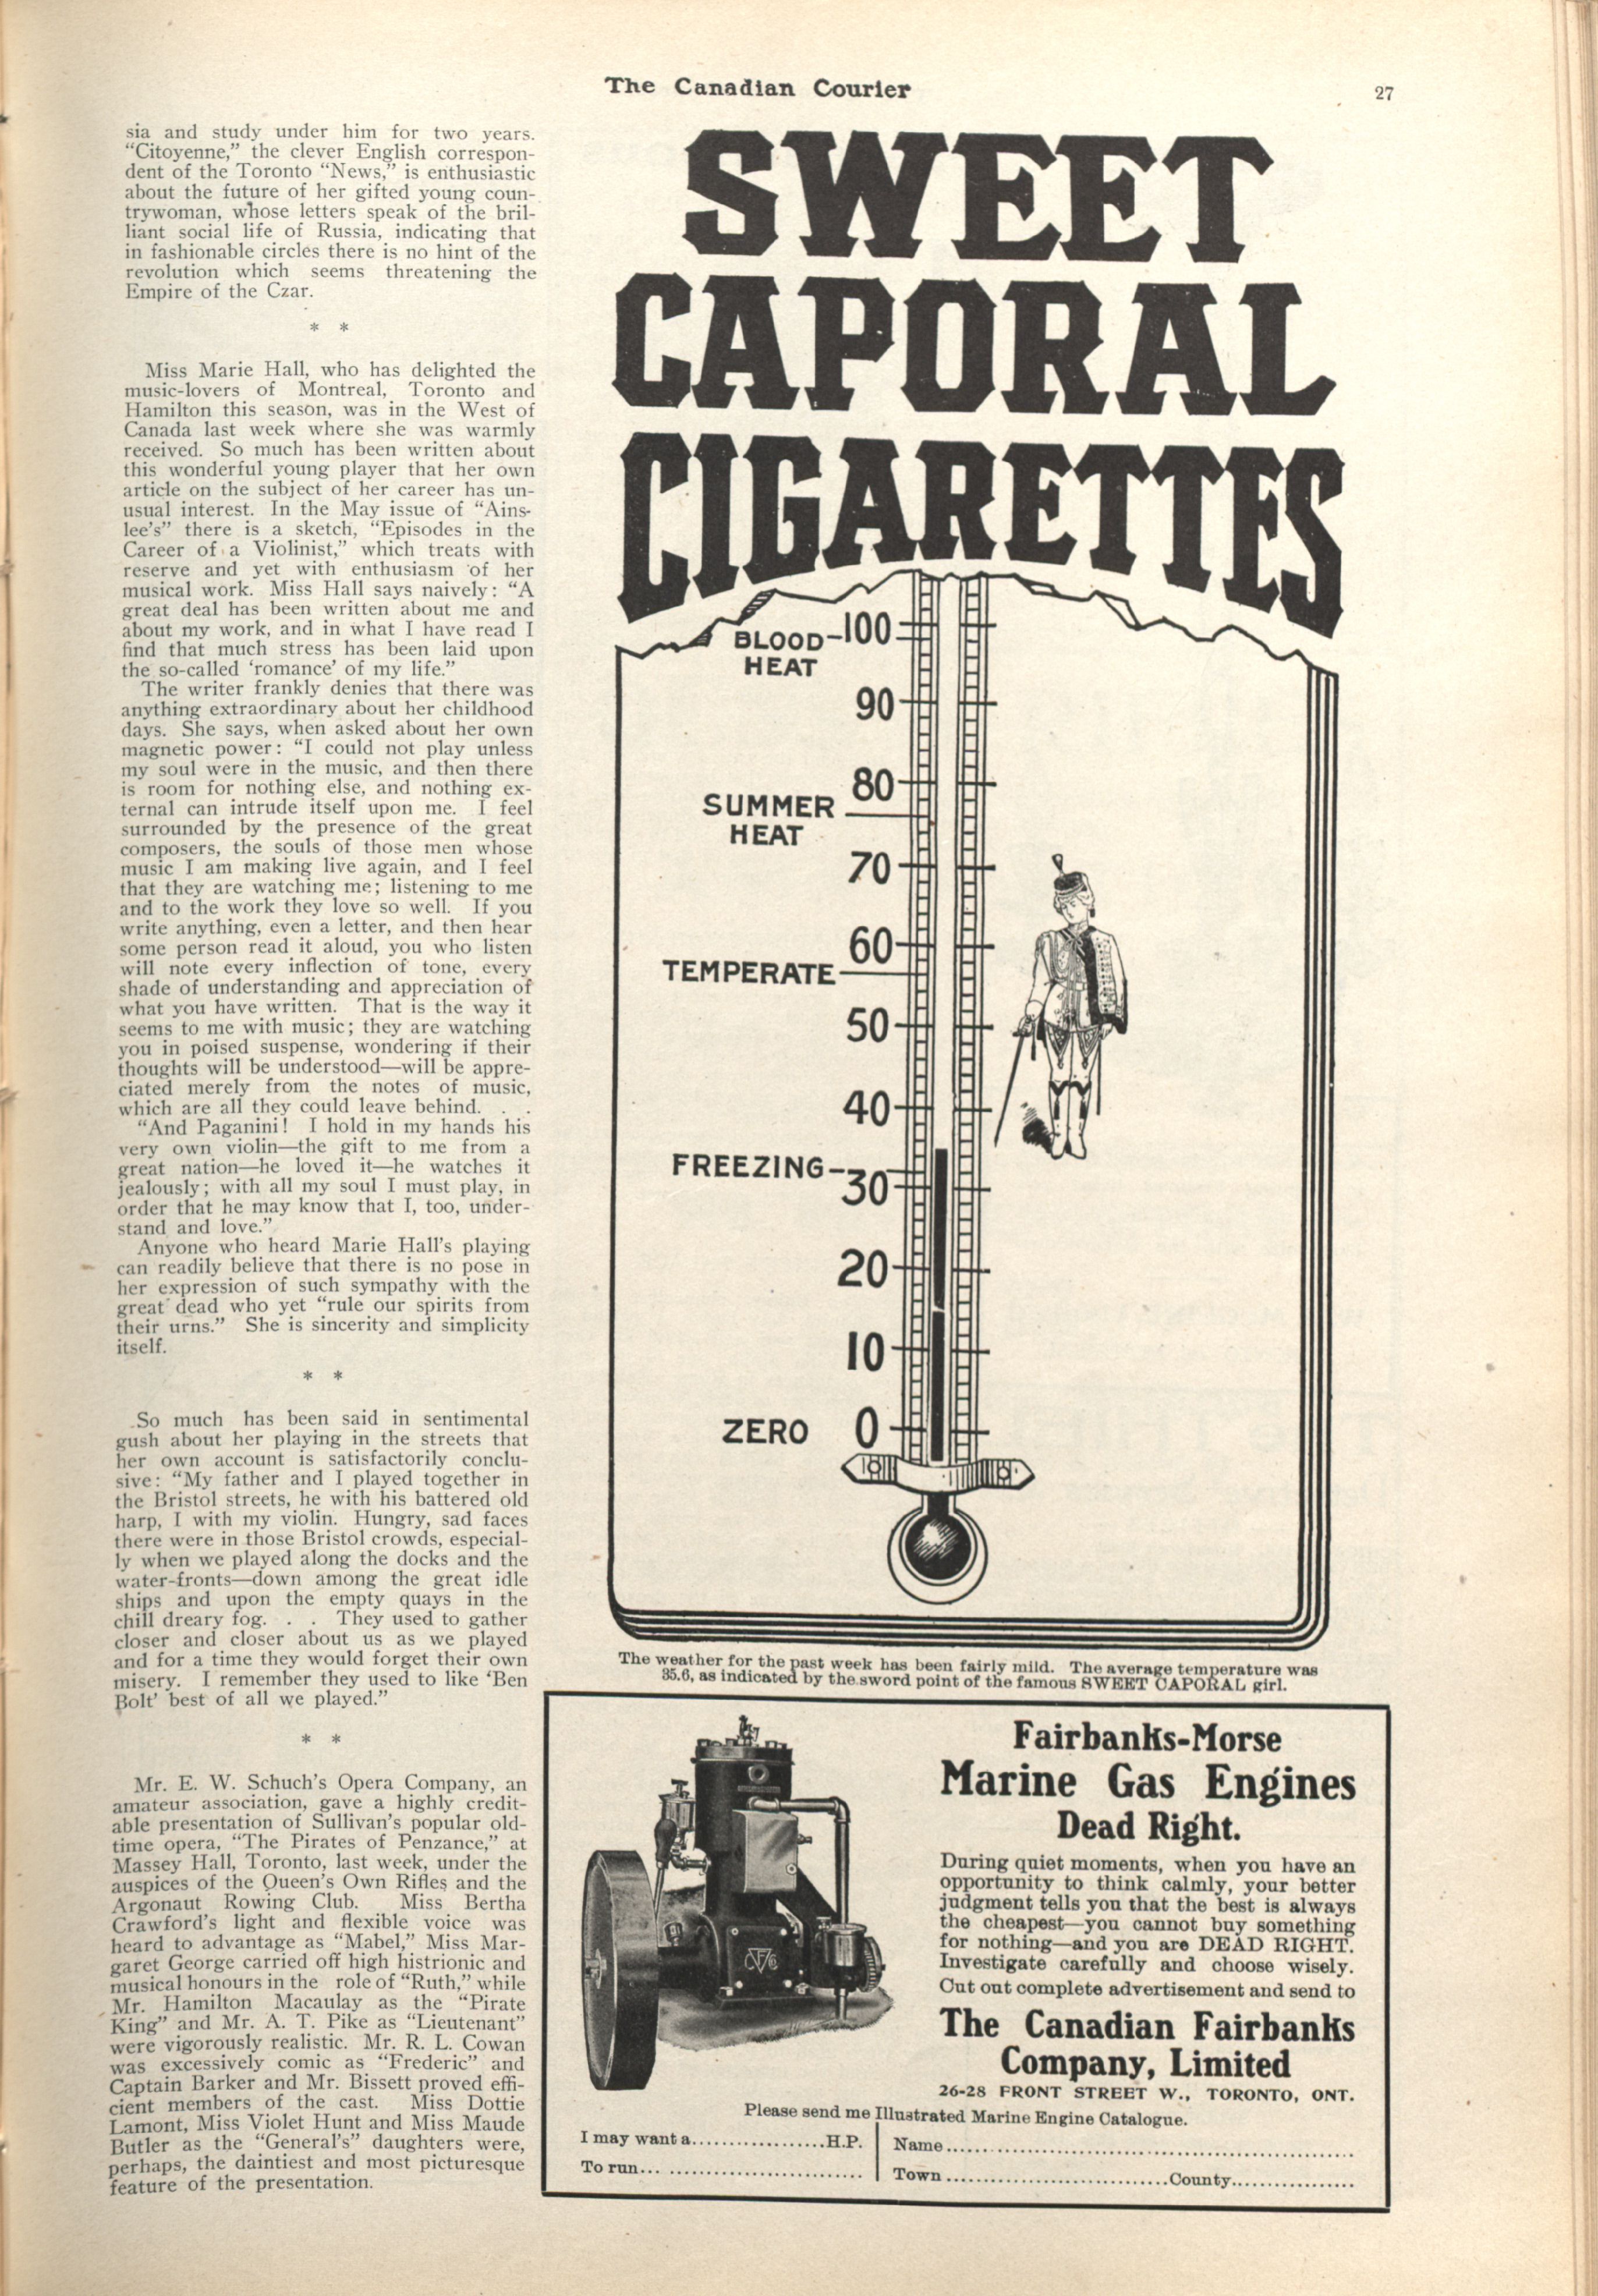 The Canadian Courier
27
sia and study under him for two years.
“Citoyenne,” the clever English correspon-
dent of the Toronto “News,” is enthusiastic
about the future of her gifted young coun-
trywoman, whose letters speak of the bril-
liant social life of Russia, indicating that
in fashionable circles there is no hint of the
revolution which seems threatening the
Empire of the Czar.
* *
Miss Marie Hall, who has delighted the
music-lovers of Montreal, Toronto and
Hamilton this season, was in the West of
Canada last week where she was warmly
received. So much has been written about
this wonderful young player that her own
article on the subject of her career has un-
usual interest. In the May issue of “Ains-
lee’s” there is a sketch, “Episodes in the
Career of a Violinist,” which treats with
reserve and yet with enthusiasm of her
musical work. Miss Hall says naively: “A
great deal has been written about me and
about my work, and in what I have read I
find that much stress has been laid upon
the so-called ‘romance’ of my life.”
The writer frankly denies that there was
anything extraordinary about her childhood
days. She says, when asked about her own
magnetic power: “I could not play unless
my soul were in the music, and then there
is room for nothing else, and nothing ex-
ternal can intrude itself upon me. I feel
surrounded by the presence of the great
composers, the souls of those men whose
music I am making live again, and I feel
that they are watching me; listening to me
and to the work they love so well. If you
write anything, even a letter, and then hear
some person read it aloud, you who listen
will note every inflection of tone, every
shade of understanding and appreciation of
what you have written. That is the way it
seems to me with music; they are watching
you in poised suspense, wondering if their
thoughts will be understood—will be appre-
ciated merely from the notes of music,
which are all they could leave behind. . .
“And Paganini! I hold in my hands his
very own violin—the gift to me from a
great nation—he loved it—he watches it
jealously; with all my soul I must play, in
order that he may know that I, too, under-
stand and love.”
Anyone who heard Marie Hall’s playing
can readily believe that there is no pose in
her expression of such sympathy with the
great dead who yet “rule our spirits from
their urns.” She is sincerity and simplicity
itself.
* *
So much has been said in sentimental
gush about her playing in the streets that
her own account is satisfactorily conclu-
sive: “My father and I played together in
the Bristol streets, he with his battered old
harp, I with my violin. Hungry, sad faces
there were in those Bristol crowds, especial-
ly when we played along the docks and the
water-fronts—down among the great idle
ships and upon the empty quays in the
chill dreary fog. . . They used to gather
closer and closer about us as we played
and for a time they would forget their own
misery. I remember they used to like ‘Ben
Bolt’ best of all we played.”
* *
Mr. E. W. Schuch’s Opera Company, an
amateur association, gave a highly credit-
able presentation of Sullivan’s popular old-
time opera, “The Pirates of Penzance,” at
Massey Hall, Toronto, last week, under the
auspices of the Queen’s Own Rifles and the
Argonaut Rowing Club. Miss Bertha
Crawford’s light and flexible voice was
heard to advantage as “Mabel,” Miss Mar-
garet George carried off high histrionic and
musical honours in the role of “Ruth,” while
Mr. Hamilton Macaulay as the “Pirate
King” and Mr. A. T. Pike as “Lieutenant”
were vigorously realistic. Mr. R. L. Cowan
was excessively comic as “Frederic” and
Captain Barker and Mr. Bissett proved effi-
cient members of the cast. Miss Dottie
Lamont, Miss Violet Hunt and Miss Maude
Butler as the “General’s” daughters were,
perhaps, the daintiest and most picturesque
feature of the presentation.
SWEET
CAPORAL
CIGARETTES
BLOOD 100
HEAT
90
80
SUMMER
HEAT
70
60
TEMPERATE
50
40
FREEZING
30
20
10
ZERO 0
The weather for the past week has been fairly mild. The average temperature was
35.6, as indicated by the sword point of the famous SWEET CAPORAL girl.
Fairbanks-Morse
Marine Gas Engines
Dead Right.
During quiet moments, when you have an
opportunity to think calmly, your better
judgment tells you that the best is always
the cheapest—you cannot buy something
for nothing—and you are DEAD RIGHT.
Investigate carefully and choose wisely.
Cut out complete advertisement and send to
The Canadian Fairbanks
Company, Limited
26-28 FRONT STREET W., TORONTO, ONT.
Please send me Illustrated Marine Engine Catalogue.
I may want a...................H.P.
To run... ............................
Name...........................................................
Town................................County..................